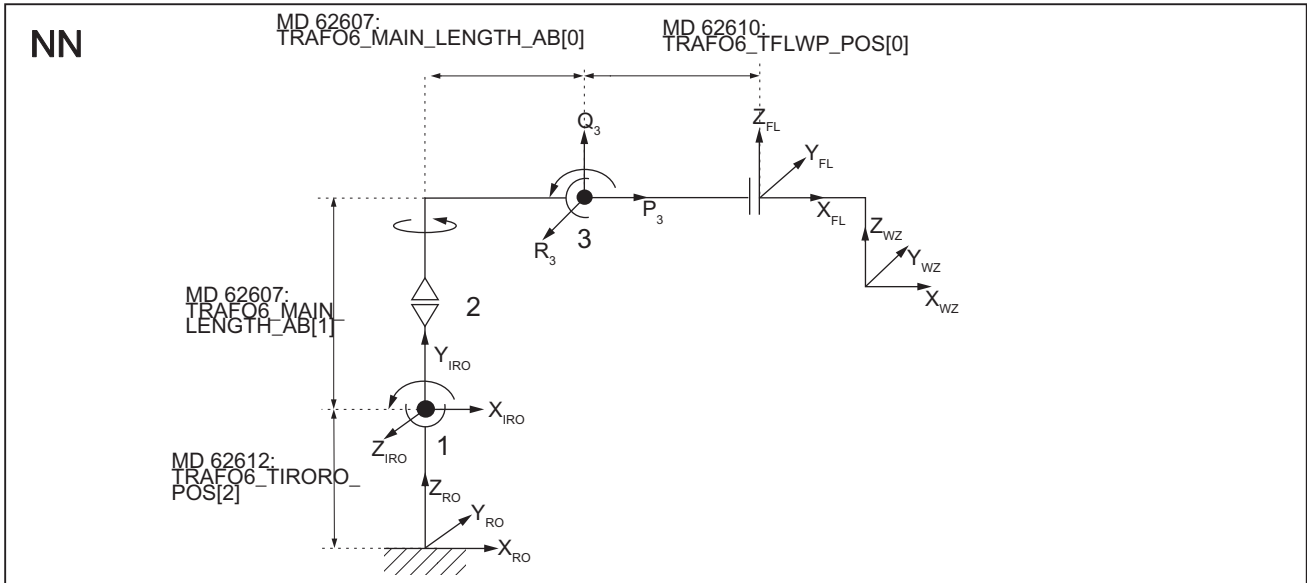 NN
MD 62607:
TRAFO6_MAIN_LENGTH_AB[0]
MD 62610:
TRAFO6_TFLWP_POS[0]
Q3
ZFL
YFL
P3
XFL
R3
3
ZWZ
YWZ
XWZ
MD 62607:
TRAFO6_MAIN_
LENGTH_AB[1]
2
YIRO
XIRO
ZIRO
1
MD 62612:
TRAFO6_TIRORO_
POS[2]
ZRO
YRO
XRO